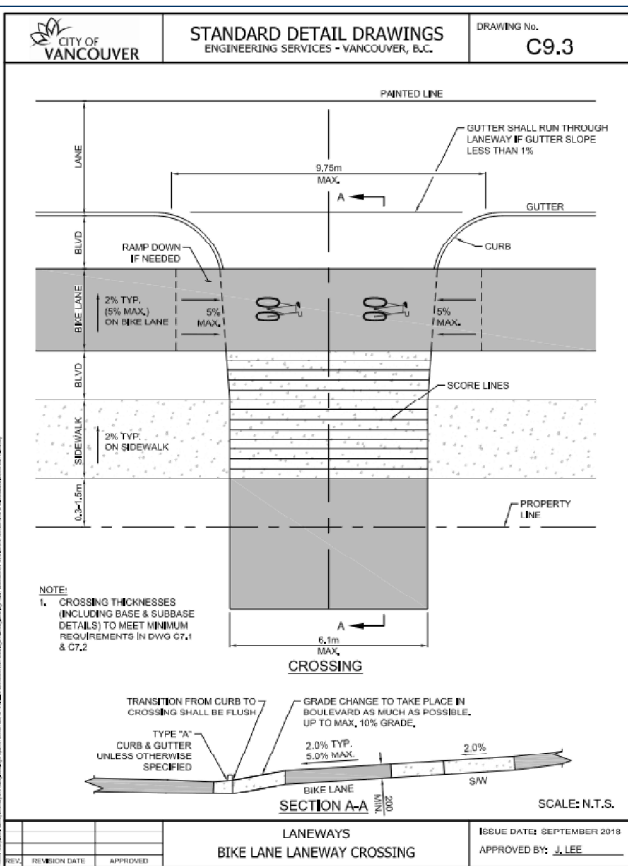 CITY OF
VANCOUVER
STANDARD DETAIL DRAWINGS
ENGINEERING SERVICES - VANCOUVER, B.C.
DRAWING No.
C9.3
PAINTED LINE
LANE
GUTTER SHALL RUN THROUGH
LANEWAY IF GUTTER SLOPE
LESS THAN 1%
9.75m
MAX.
A
GUTTER
BLVD
RAMP DOWN
IF NEEDED
CURB
BIKE LANE
2% TYP.
(5% MAX.)
ON BIKE LANE
5%
MAX.
5%
MAX.
BLVD
SCORE LINES
SIDEWALK
2% TYP.
ON SIDEWALK
0.3-1.5m
PROPERTY
LINE
NOTE:
1. CROSSING THICKNESSES
(INCLUDING BASE & SUBBASE
DETAILS) TO MEET MINIMUM
REQUIREMENTS IN DWG C7.1
& C7.2
A
6.1m
MAX.
CROSSING
TRANSITION FROM CURB TO
CROSSING SHALL BE FLUSH
GRADE CHANGE TO TAKE PLACE IN
BOULEVARD AS MUCH AS POSSIBLE.
UP TO MAX. 10% GRADE.
TYPE "A"
CURB & GUTTER
UNLESS OTHERWISE
SPECIFIED
2.0% TYP.
5.0% MAX.
2.0%
BIKE LANE
200
MIN.
S/W
SECTION A-A
SCALE: N.T.S.
LANEWAYS
BIKE LANE LANEWAY CROSSING
ISSUE DATE: SEPTEMBER 2018
APPROVED BY: J. LEE
REV. REVISION DATE APPROVED